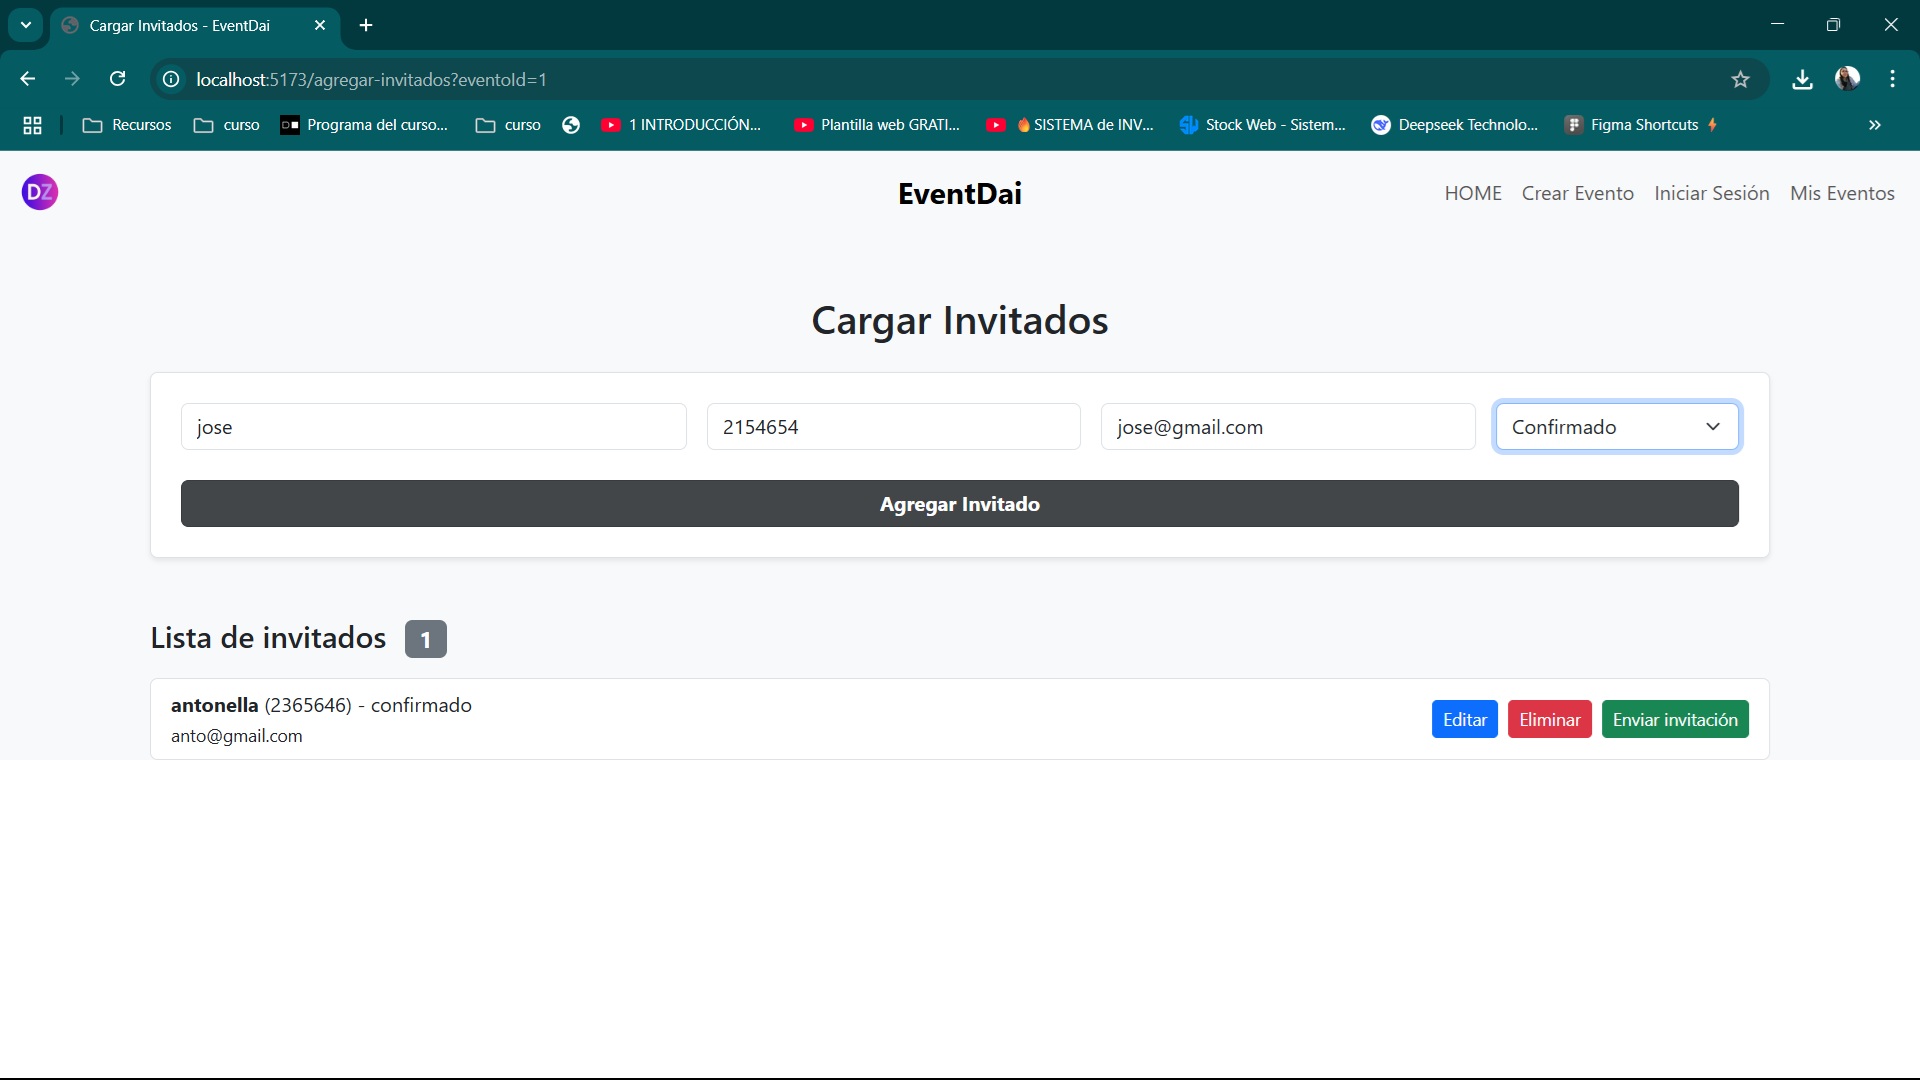 Cargar Invitados - EventDai
localhost:5173/agregar-invitados?eventoId=1
Recursos
curso
Programa del curso...
curso
1 INTRODUCCIÓN...
Plantilla web GRATI...
🔥SISTEMA de INV...
Stock Web - Sistem...
Deepseek Technolo...
Figma Shortcuts ⚡
DZ
EventDai
HOME
Crear Evento
Iniciar Sesión
Mis Eventos
Cargar Invitados
jose
2154654
jose@gmail.com
Confirmado
Agregar Invitado
Lista de invitados 1
antonella (2365646) - confirmado
anto@gmail.com
Editar
Eliminar
Enviar invitación